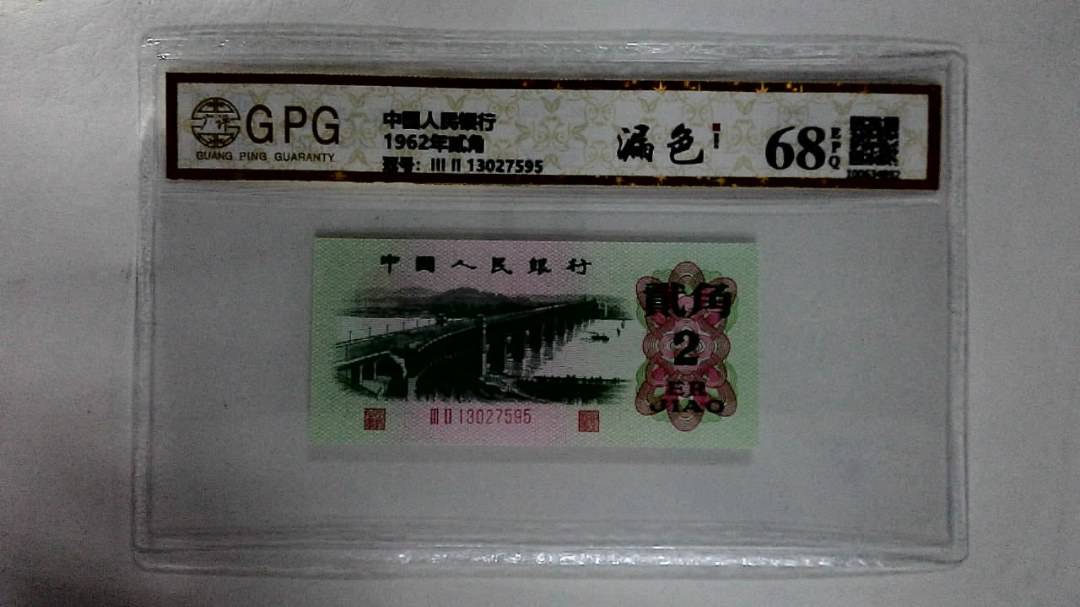 GPG
GUANG PING GUARANTY
中國人民銀行
1962年贰角
冠号: III II 13027595
漏色
68
EPQ
中國人民銀行
貳角
2
ER
JIAO
III II 13027595